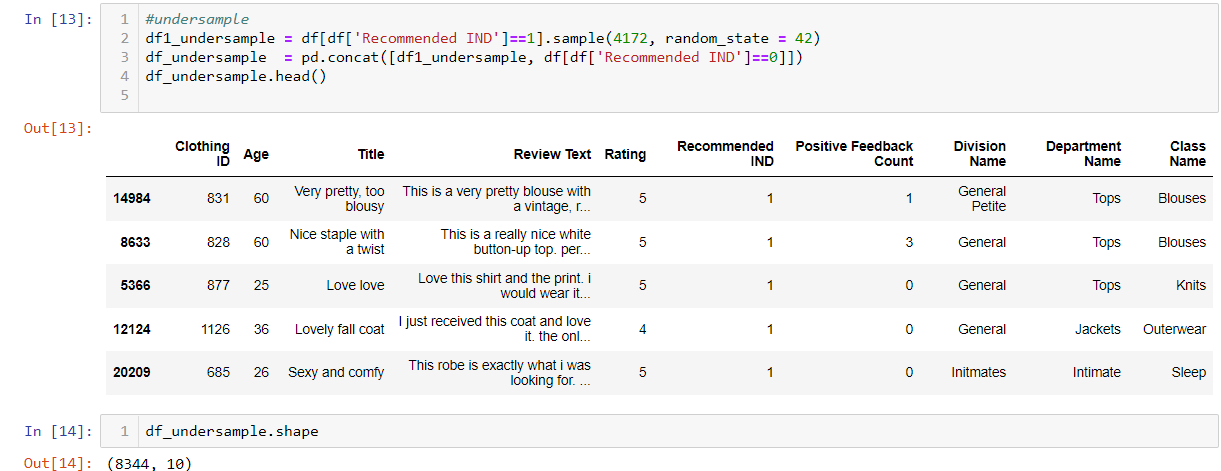 In [13]:
1 #undersample
2 df1_undersample = df[df['Recommended IND']==1].sample(4172, random_state = 42)
3 df_undersample  = pd.concat([df1_undersample, df[df['Recommended IND']==0]])
4 df_undersample.head()
5
Out[13]:
Clothing ID Age Title Review Text Rating Recommended IND Positive Feedback Count Division Name Department Name Class Name
14984 831 60 Very pretty, too blousy This is a very pretty blouse with a vintage, r... 5 1 1 General Petite Tops Blouses
8633 828 60 Nice staple with a twist This is a really nice white button-up top. per... 5 1 3 General Tops Blouses
5366 877 25 Love love Love this shirt and the print. i would wear it... 5 1 0 General Tops Knits
12124 1126 36 Lovely fall coat I just received this coat and love it. the onl... 4 1 0 General Jackets Outerwear
20209 685 26 Sexy and comfy This robe is exactly what i was looking for. ... 5 1 0 Initmates Intimate Sleep
In [14]:
1 df_undersample.shape
Out[14]: (8344, 10)